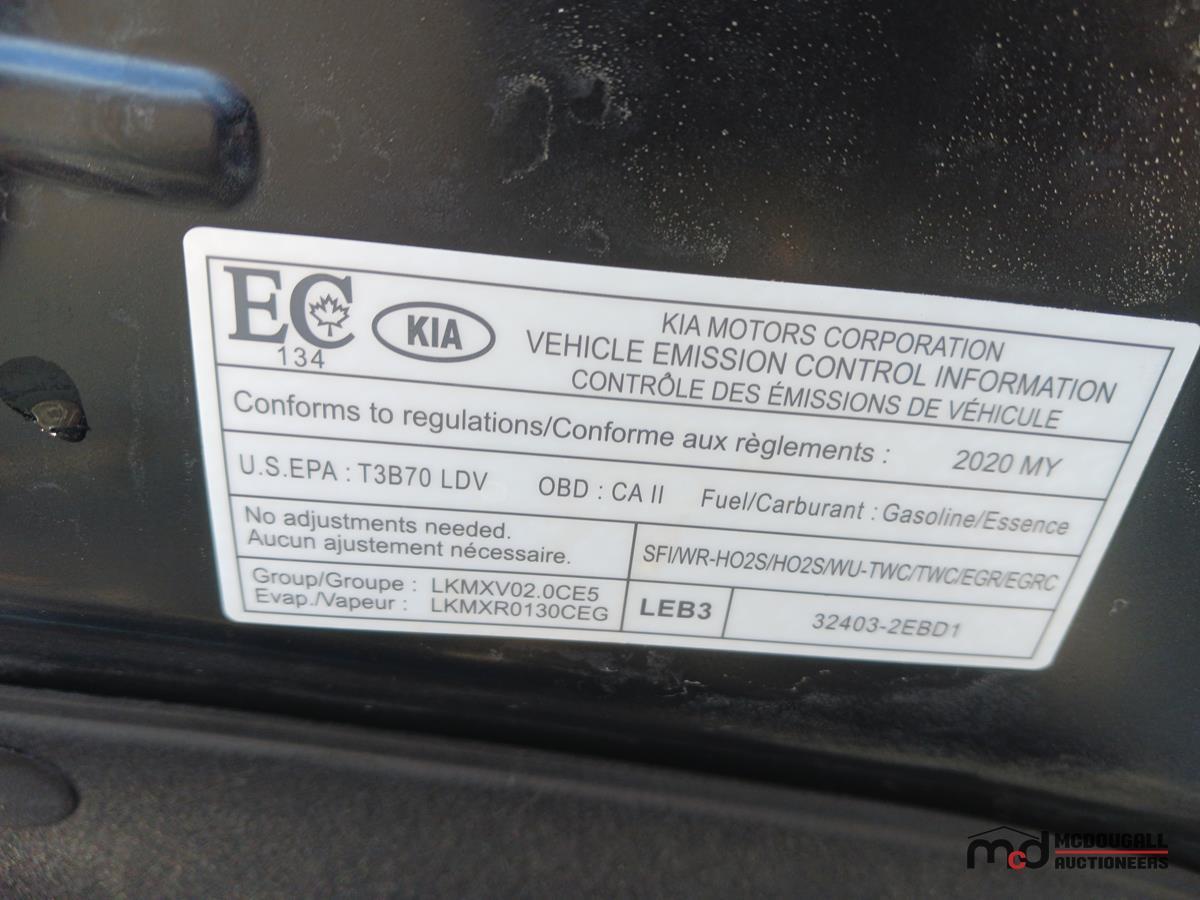 EC
134
KIA
KIA MOTORS CORPORATION
VEHICLE EMISSION CONTROL INFORMATION
CONTRÔLE DES ÉMISSIONS DE VÉHICULE
Conforms to regulations/Conforme aux règlements : 2020 MY
U.S.EPA : T3B70 LDV OBD : CA II Fuel/Carburant : Gasoline/Essence
No adjustments needed.
Aucun ajustement nécessaire.
SFI/WR-HO2S/HO2S/WU-TWC/TWC/EGR/EGRC
Group/Groupe : LKMXV02.0CE5
Evap./Vapeur : LKMXR0130CEG
LEB3
32403-2EBD1
mcd MCDOUGALL
AUCTIONEERS